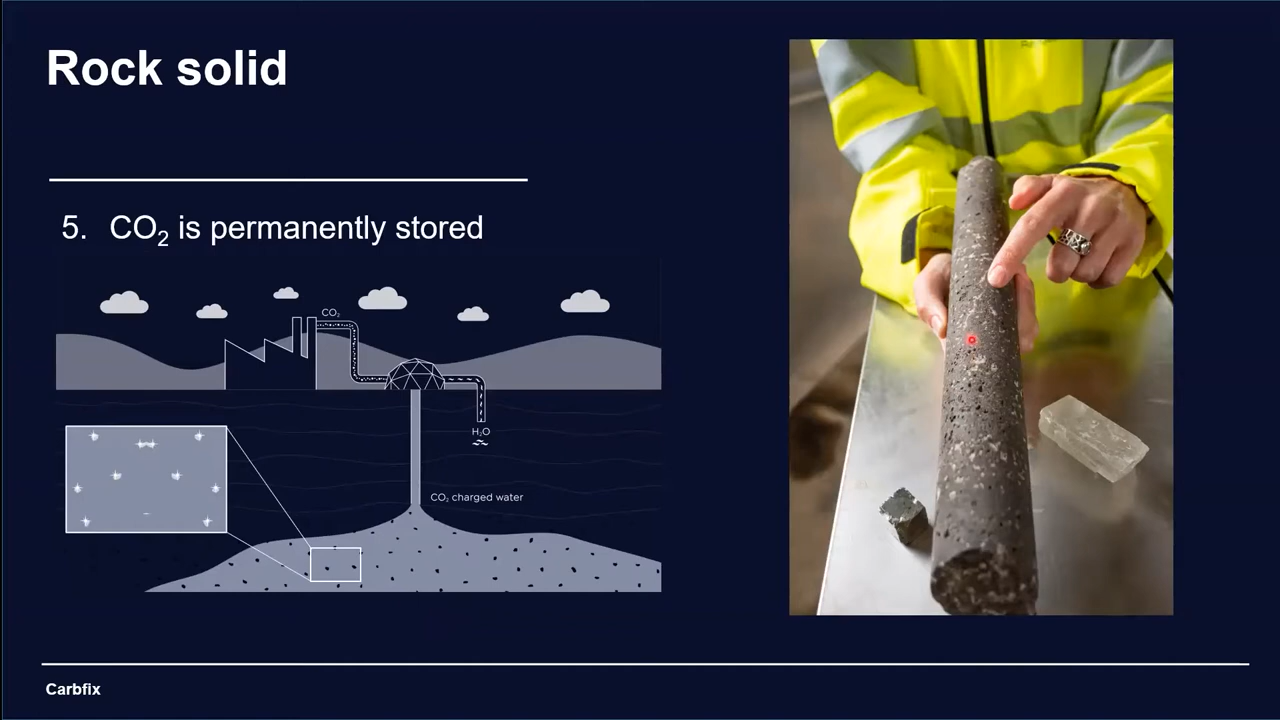 Rock solid
5. CO₂ is permanently stored
CO₂
H₂O
CO₂ charged water
Carbfix